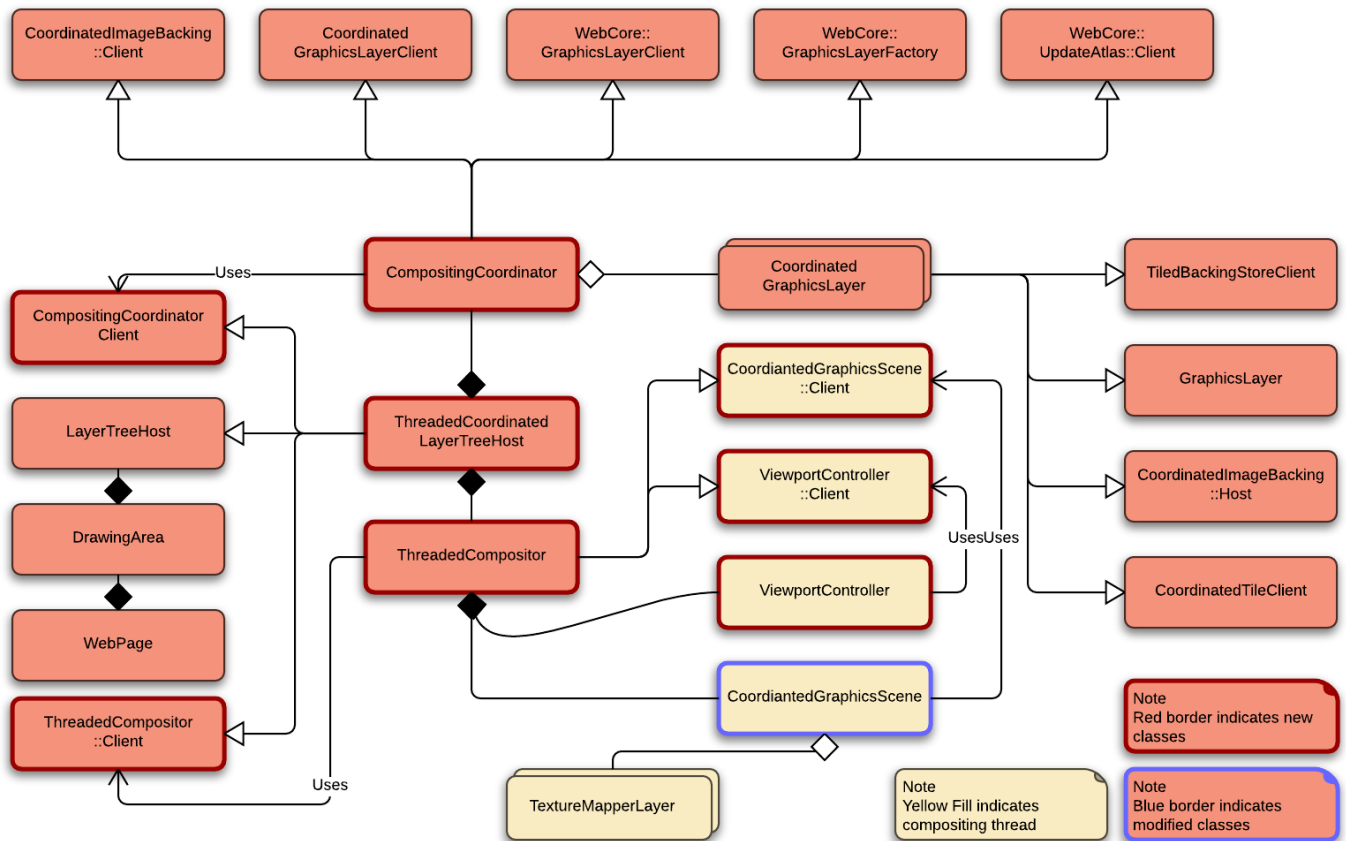 CoordinatedImageBacking
::Client
Coordinated
GraphicsLayerClient
WebCore::
GraphicsLayerClient
WebCore::
GraphicsLayerFactory
WebCore::
UpdateAtlas::Client
Uses
CompositingCoordinator
Coordinated
GraphicsLayer
TiledBackingStoreClient
CompositingCoordinator
Client
CoordiantedGraphicsScene
::Client
GraphicsLayer
LayerTreeHost
ThreadedCoordinated
LayerTreeHost
ViewportController
::Client
CoordinatedImageBacking
::Host
DrawingArea
ThreadedCompositor
UsesUses
ViewportController
CoordinatedTileClient
WebPage
CoordiantedGraphicsScene
ThreadedCompositor
::Client
Note
Red border indicates new
classes
Uses
TextureMapperLayer
Note
Yellow Fill indicates
compositing thread
Note
Blue border indicates
modified classes